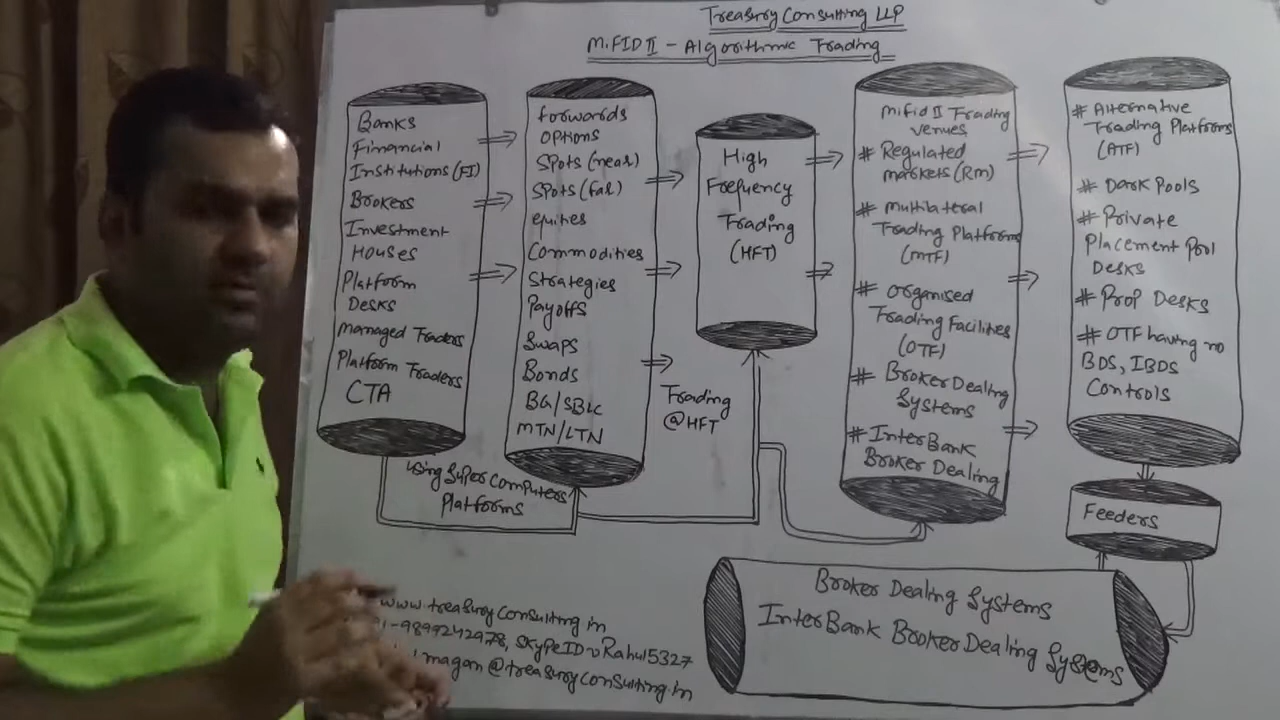 Treasury Consulting LLP
MiFID II - Algorithmic Trading
Banks
Financial
Institutions (FI)
Brokers
Investment
Houses
Platform
Desks
Managed Traders
Platform Traders
CTA
Forwards
Options
Spots (near)
Spots (far)
equities
Commodities
Strategies
Payoffs
Swaps
Bonds
BG/SBLC
MTN/LTN
using Super Computers
Platforms
Trading
@HFT
High
Frequency
Trading
(HFT)
Mifid II Trading
Venues
# Regulated
markets (RM)
# Multilateral
Trading Platforms
(MTF)
# Organised
Trading Facilities
(OTF)
# Broker Dealing
Systems
# InterBank
Broker Dealing
# Alternative
Trading Platforms
(ATF)
# Dark Pools
# Private
Placement Pool
Desks
# Prop Desks
# OTF having no
BDS, IBDS
Controls
Feeders
Broker Dealing Systems
InterBank Broker Dealing Systems
www.treasuryconsulting.in
91-9899242978, SkypeID ~ Rahul5327
magan@treasuryconsulting.in